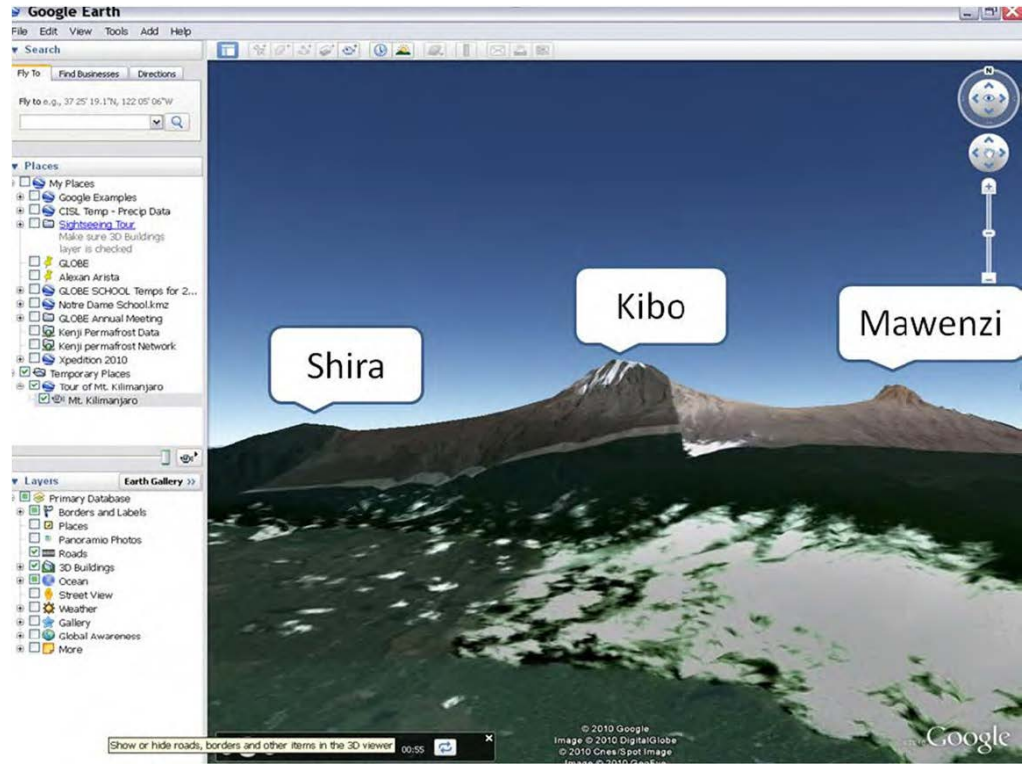 Google Earth
File Edit View Tools Add Help
Search
Fly To Find Businesses Directions
Fly to e.g., 37 25' 19.1"N, 122 05' 06"W
Places
My Places
Google Examples
CISL Temp - Precip Data
Sightseeing Tour
Make sure 3D Buildings
layer is checked
GLOBE
Alexan Arista
GLOBE SCHOOL Temps for 2...
Notre Dame School.kmz
GLOBE Annual Meeting
Kenji Permafrost Data
Kenji permafrost Network
Xpedition 2010
Temporary Places
Tour of Mt. Kilimanjaro
Mt. Kilimanjaro
Layers Earth Gallery >>
Primary Database
Borders and Labels
Places
Panoramio Photos
Roads
3D Buildings
Ocean
Street View
Weather
Gallery
Global Awareness
More
Show or hide roads, borders and other items in the 3D viewer 00:55
N
Shira
Kibo
Mawenzi
© 2010 Google
Image © 2010 DigitalGlobe
© 2010 Cnes/Spot Image
Image © 2010 GeoEye
Google